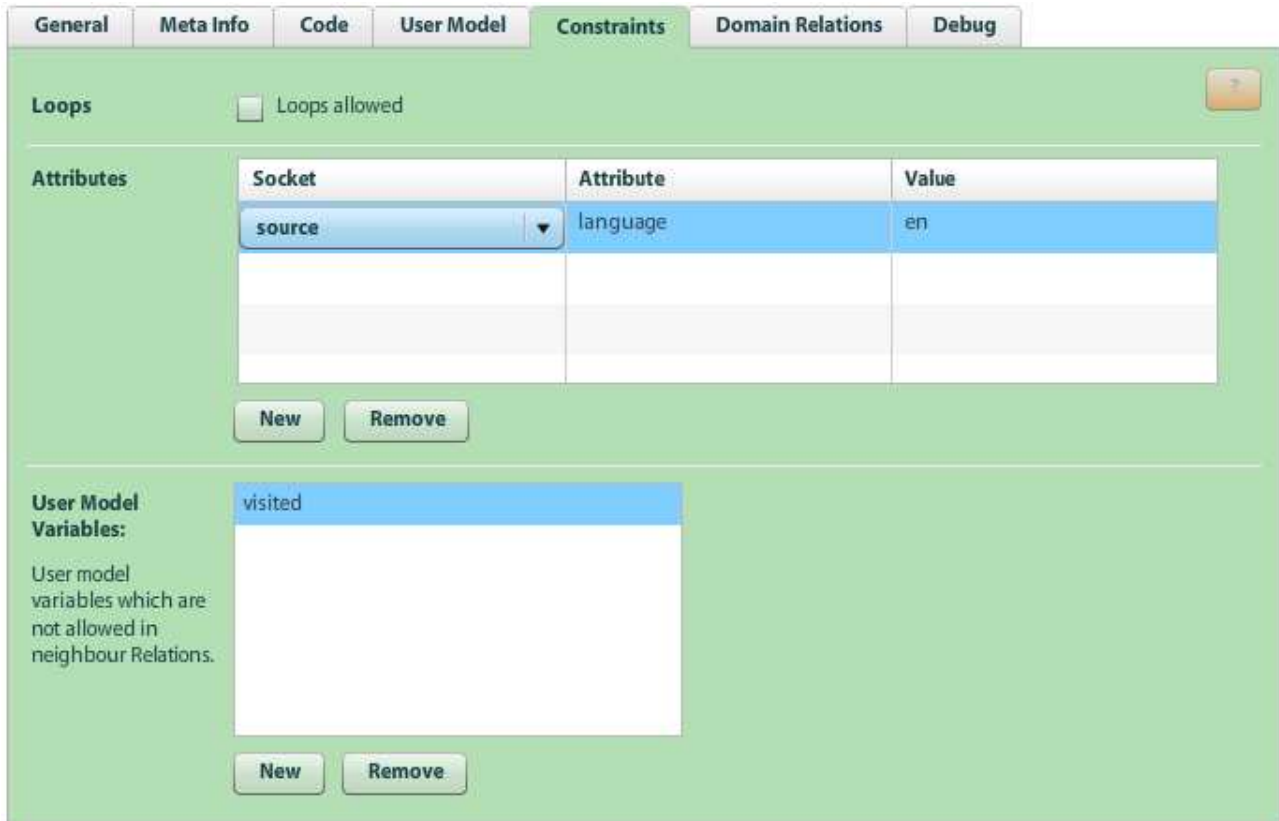 General Meta Info Code User Model Constraints Domain Relations Debug
?
Loops Loops allowed
Attributes Socket Attribute Value
source language en
New Remove
User Model visited
Variables:
User model
variables which are
not allowed in
neighbour Relations.
New Remove